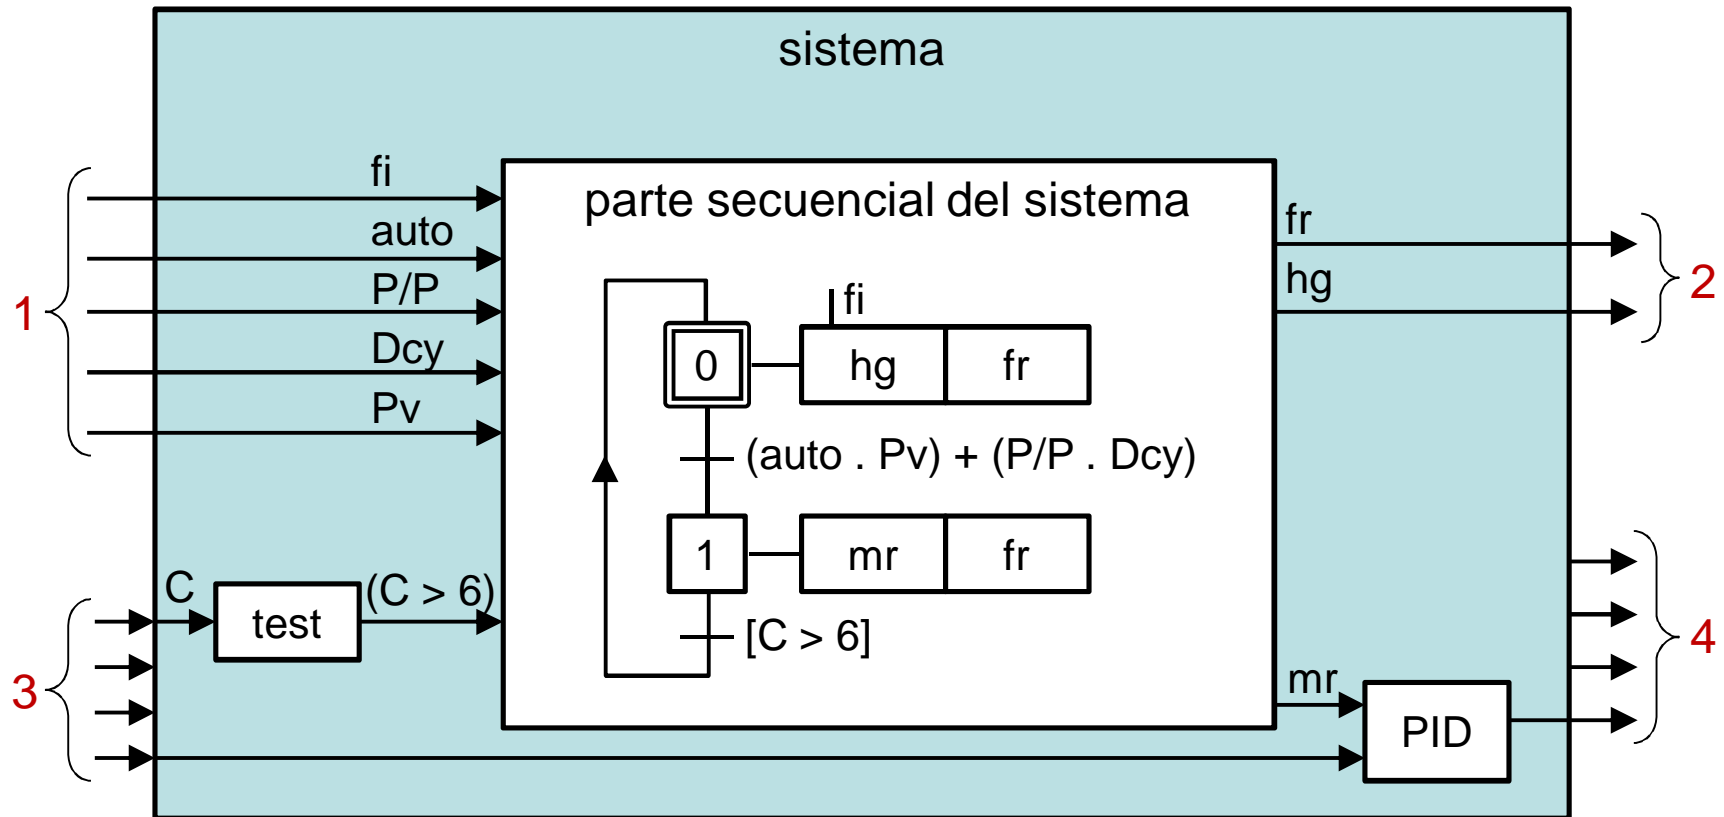 sistema
fi
auto
P/P
Dcy
Pv
1
parte secuencial del sistema
fr
hg
2
fi
0
hg
fr
(auto . Pv) + (P/P . Dcy)
1
mr
fr
[C > 6]
C
test
(C > 6)
3
mr
PID
4